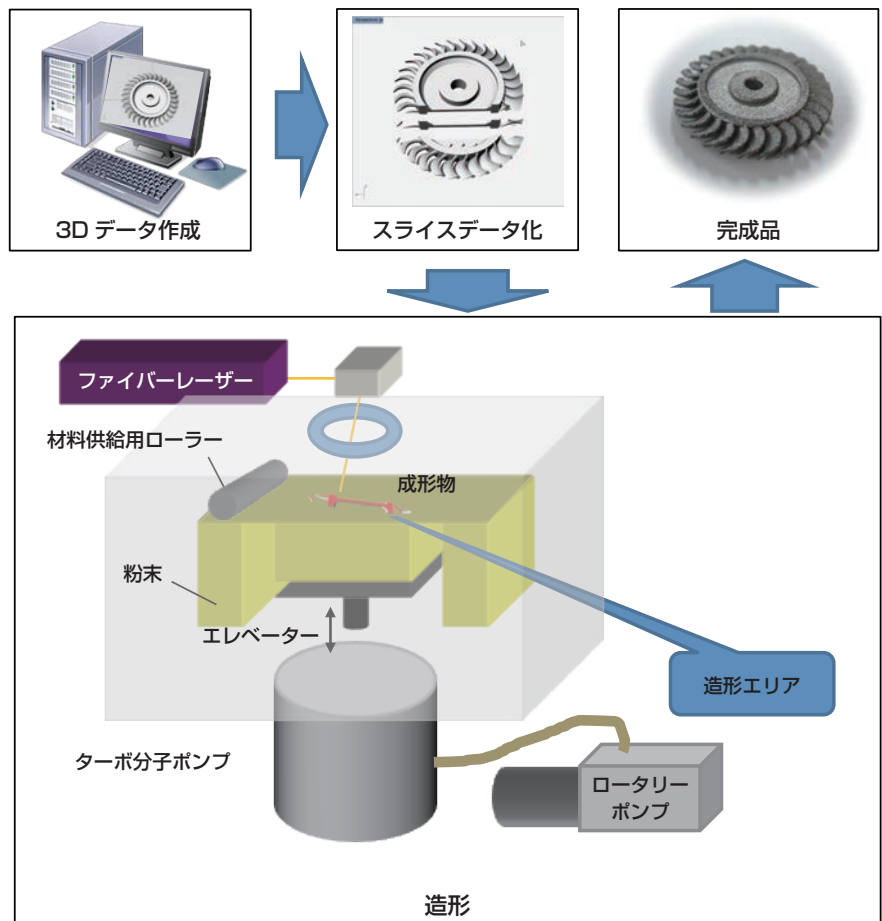 3D データ作成
スライスデータ化
完成品
ファイバーレーザー
材料供給用ローラー
成形物
粉末
エレベーター
造形エリア
ターボ分子ポンプ
ロータリー
ポンプ
造形